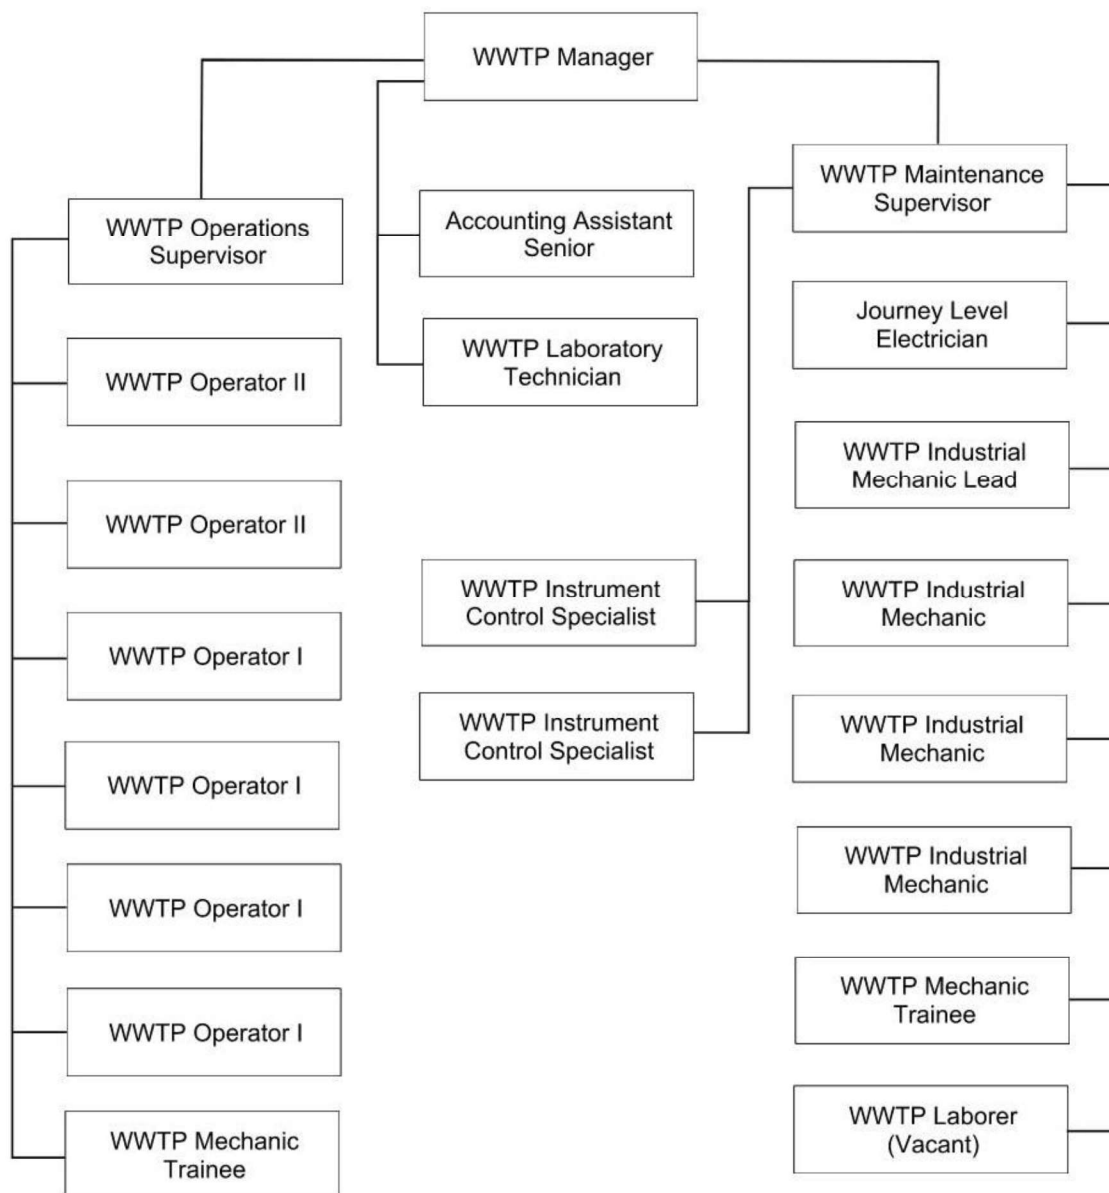 WWTP Manager
WWTP Operations
Supervisor
WWTP Operator II
WWTP Operator II
WWTP Operator I
WWTP Operator I
WWTP Operator I
WWTP Operator I
WWTP Mechanic
Trainee
Accounting Assistant
Senior
WWTP Laboratory
Technician
WWTP Instrument
Control Specialist
WWTP Instrument
Control Specialist
WWTP Maintenance
Supervisor
Journey Level
Electrician
WWTP Industrial
Mechanic Lead
WWTP Industrial
Mechanic
WWTP Industrial
Mechanic
WWTP Industrial
Mechanic
WWTP Mechanic
Trainee
WWTP Laborer
(Vacant)